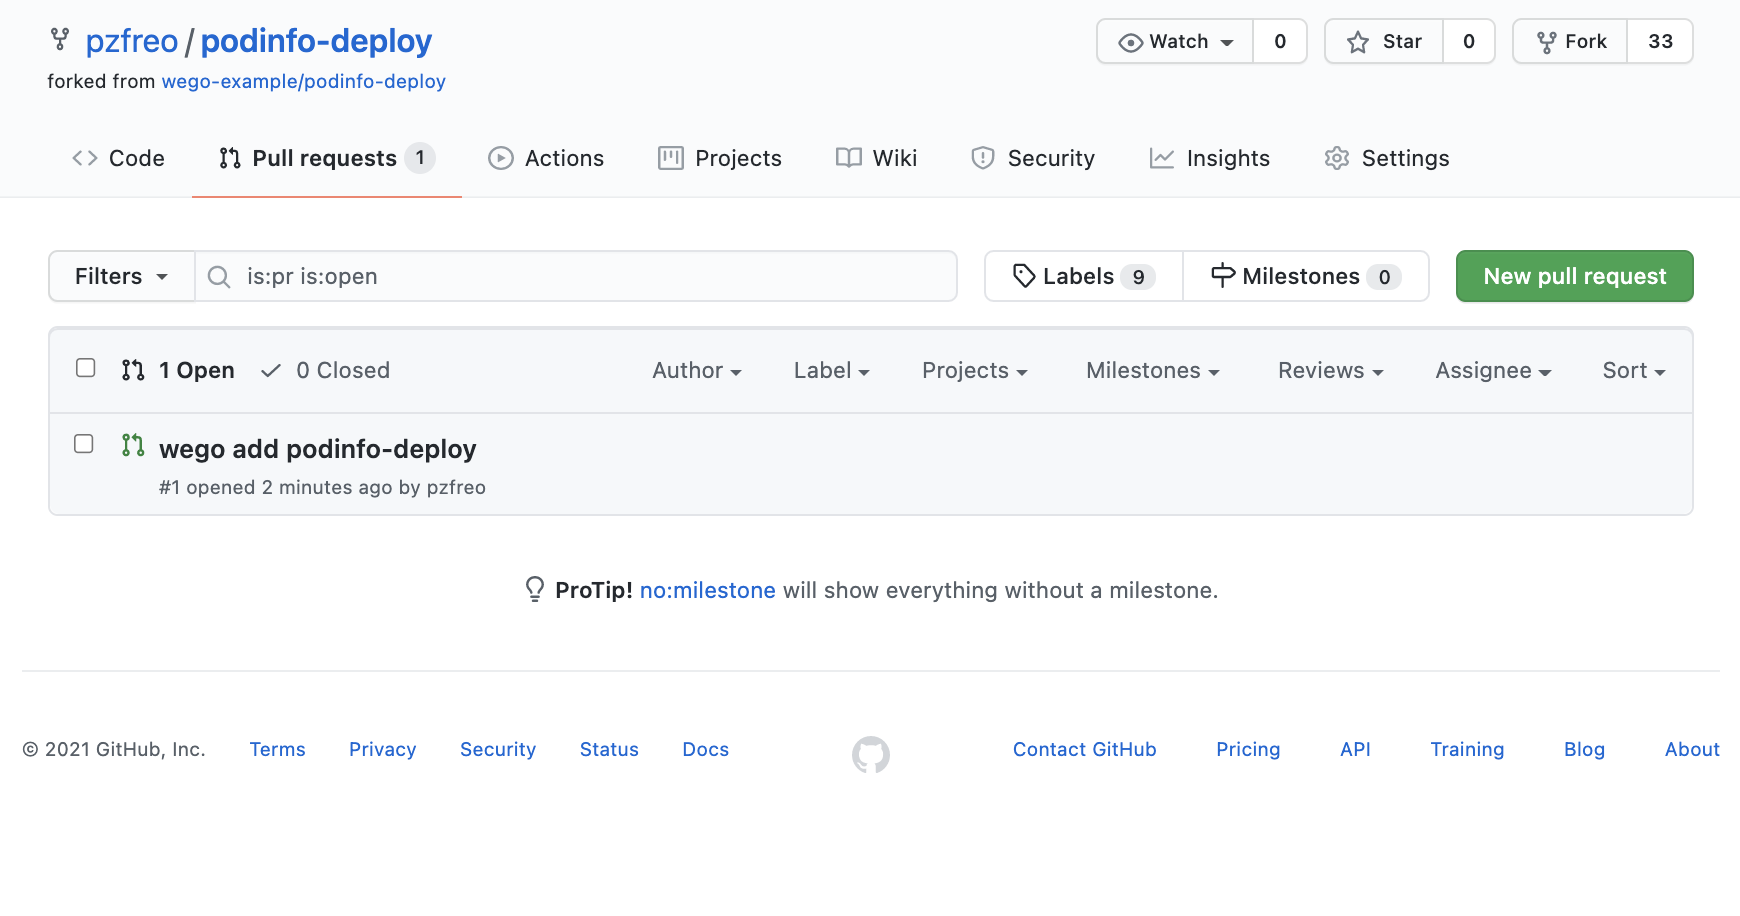 pzfreo / podinfo-deploy
Watch 0 Star 0 Fork 33
forked from wego-example/podinfo-deploy
Code Pull requests 1 Actions Projects Wiki Security Insights Settings
Filters is:pr is:open Labels 9 Milestones 0 New pull request
1 Open 0 Closed Author Label Projects Milestones Reviews Assignee Sort
wego add podinfo-deploy
#1 opened 2 minutes ago by pzfreo
ProTip! no:milestone will show everything without a milestone.
© 2021 GitHub, Inc. Terms Privacy Security Status Docs Contact GitHub Pricing API Training Blog About